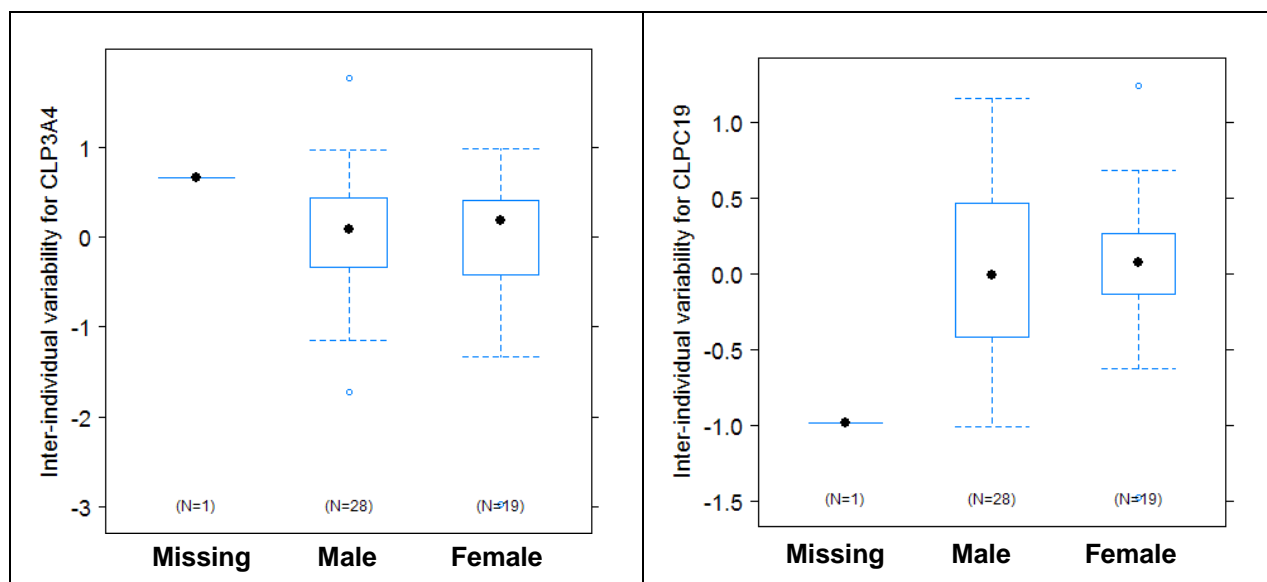 Inter-individual variability for CLP3A4
1
0
-1
-2
-3
(N=1)
(N=28)
(N=19)
Missing
Male
Female
Inter-individual variability for CLPC19
1.0
0.5
0.0
-0.5
-1.0
-1.5
(N=1)
(N=28)
(N=19)
Missing
Male
Female